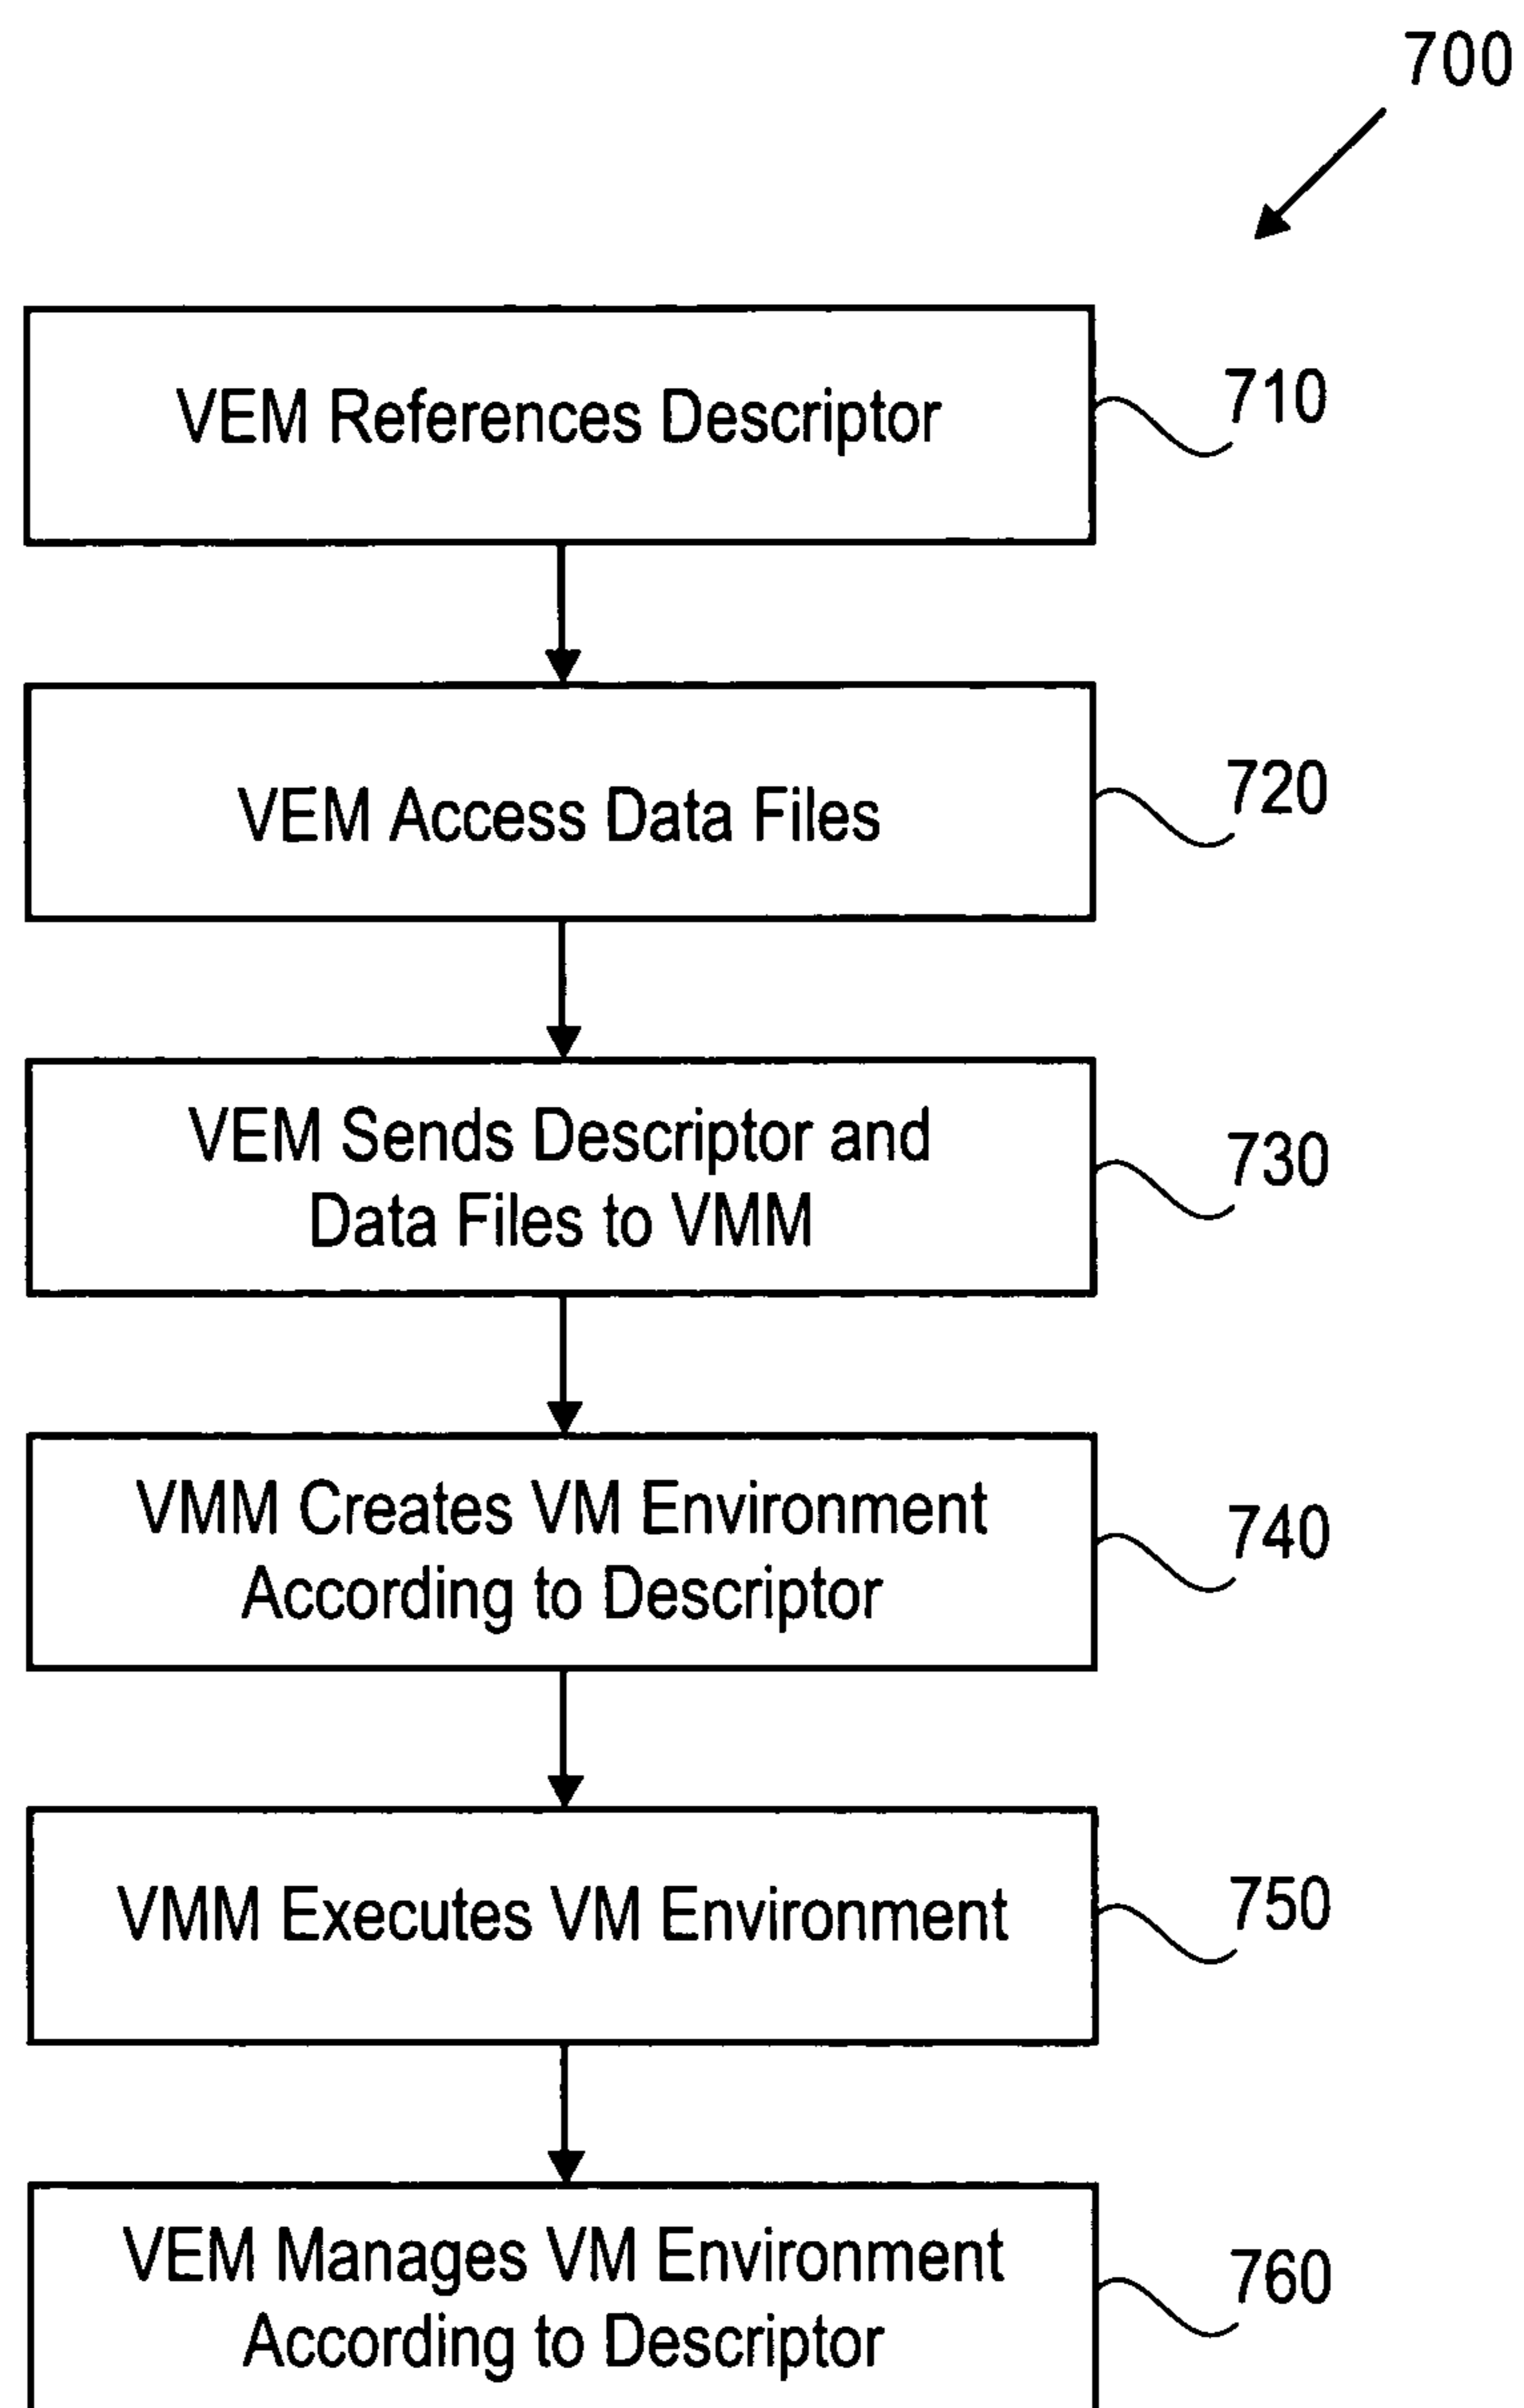 700
VEM References Descriptor
710
VEM Access Data Files
720
VEM Sends Descriptor and
Data Files to VMM
730
VMM Creates VM Environment
According to Descriptor
740
VMM Executes VM Environment
750
VEM Manages VM Environment
According to Descriptor
760